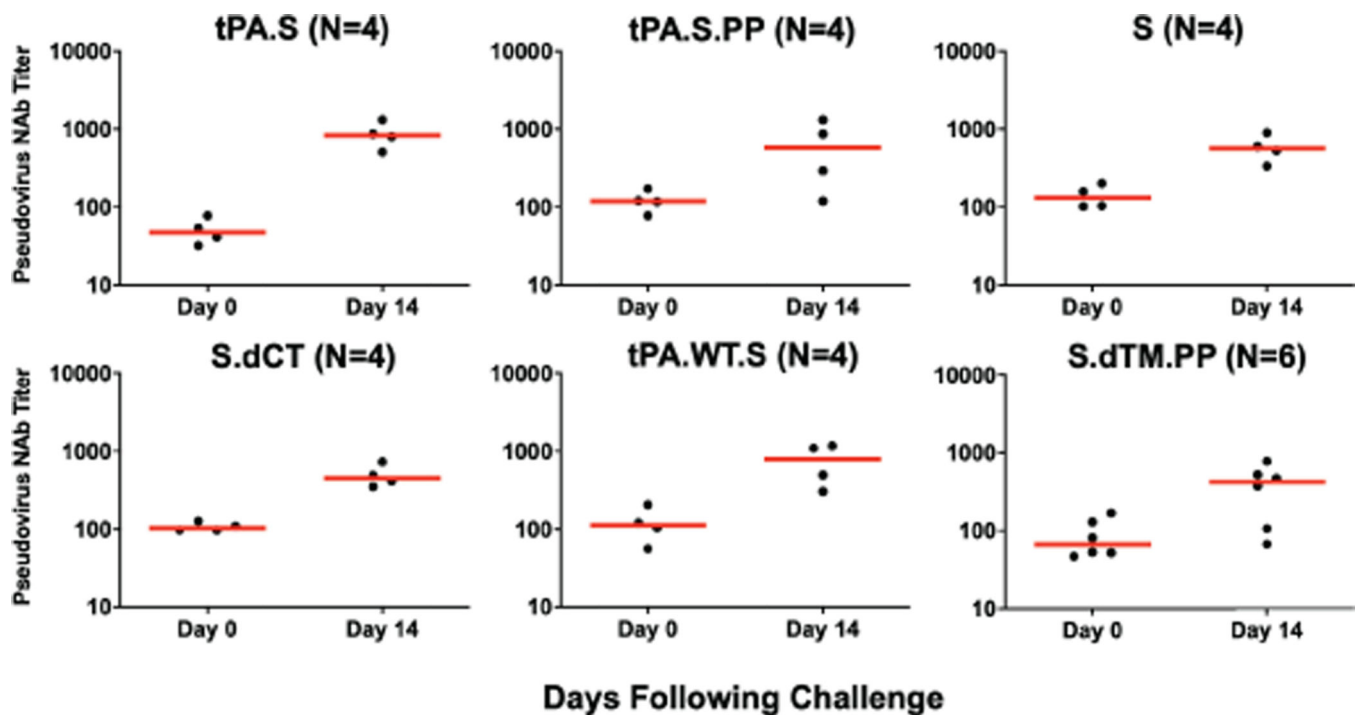 tPA.S (N=4)
Pseudovirus NAb Titer
10000
1000
100
10
Day 0 Day 14
tPA.S.PP (N=4)
10000
1000
100
10
Day 0 Day 14
S (N=4)
10000
1000
100
10
Day 0 Day 14
S.dCT (N=4)
Pseudovirus NAb Titer
10000
1000
100
10
Day 0 Day 14
tPA.WT.S (N=4)
10000
1000
100
10
Day 0 Day 14
S.dTM.PP (N=6)
10000
1000
100
10
Day 0 Day 14
Days Following Challenge